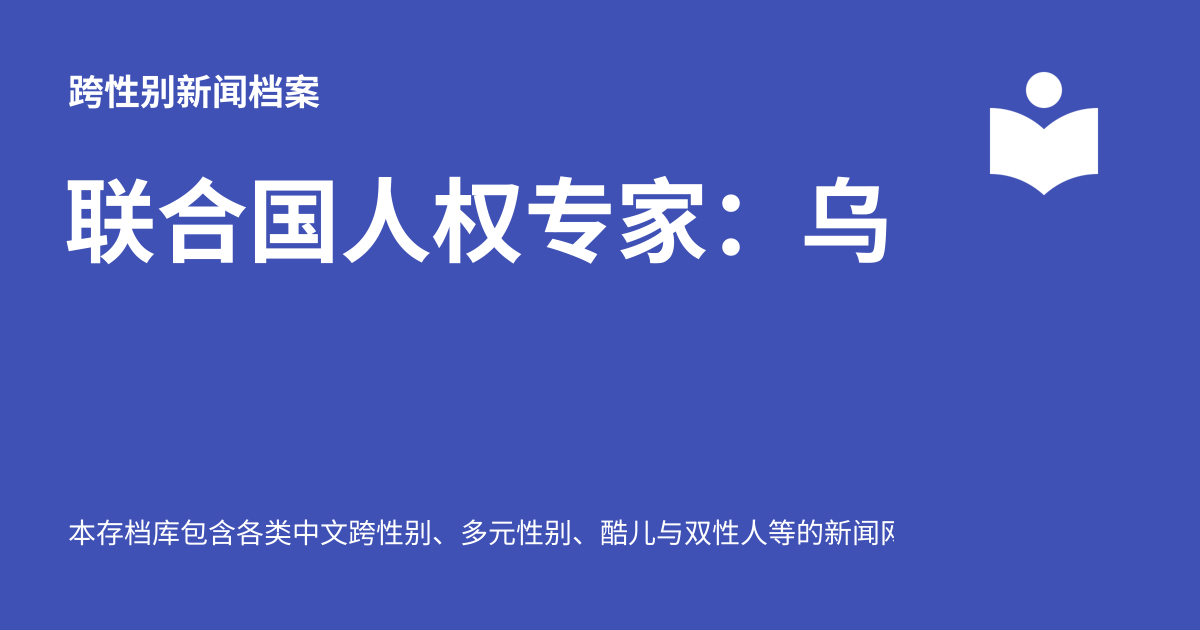 跨性别新闻档案
联合国人权专家：乌
本存档库包含各类中文跨性别、多元性别、酷儿与双性人等的新闻网